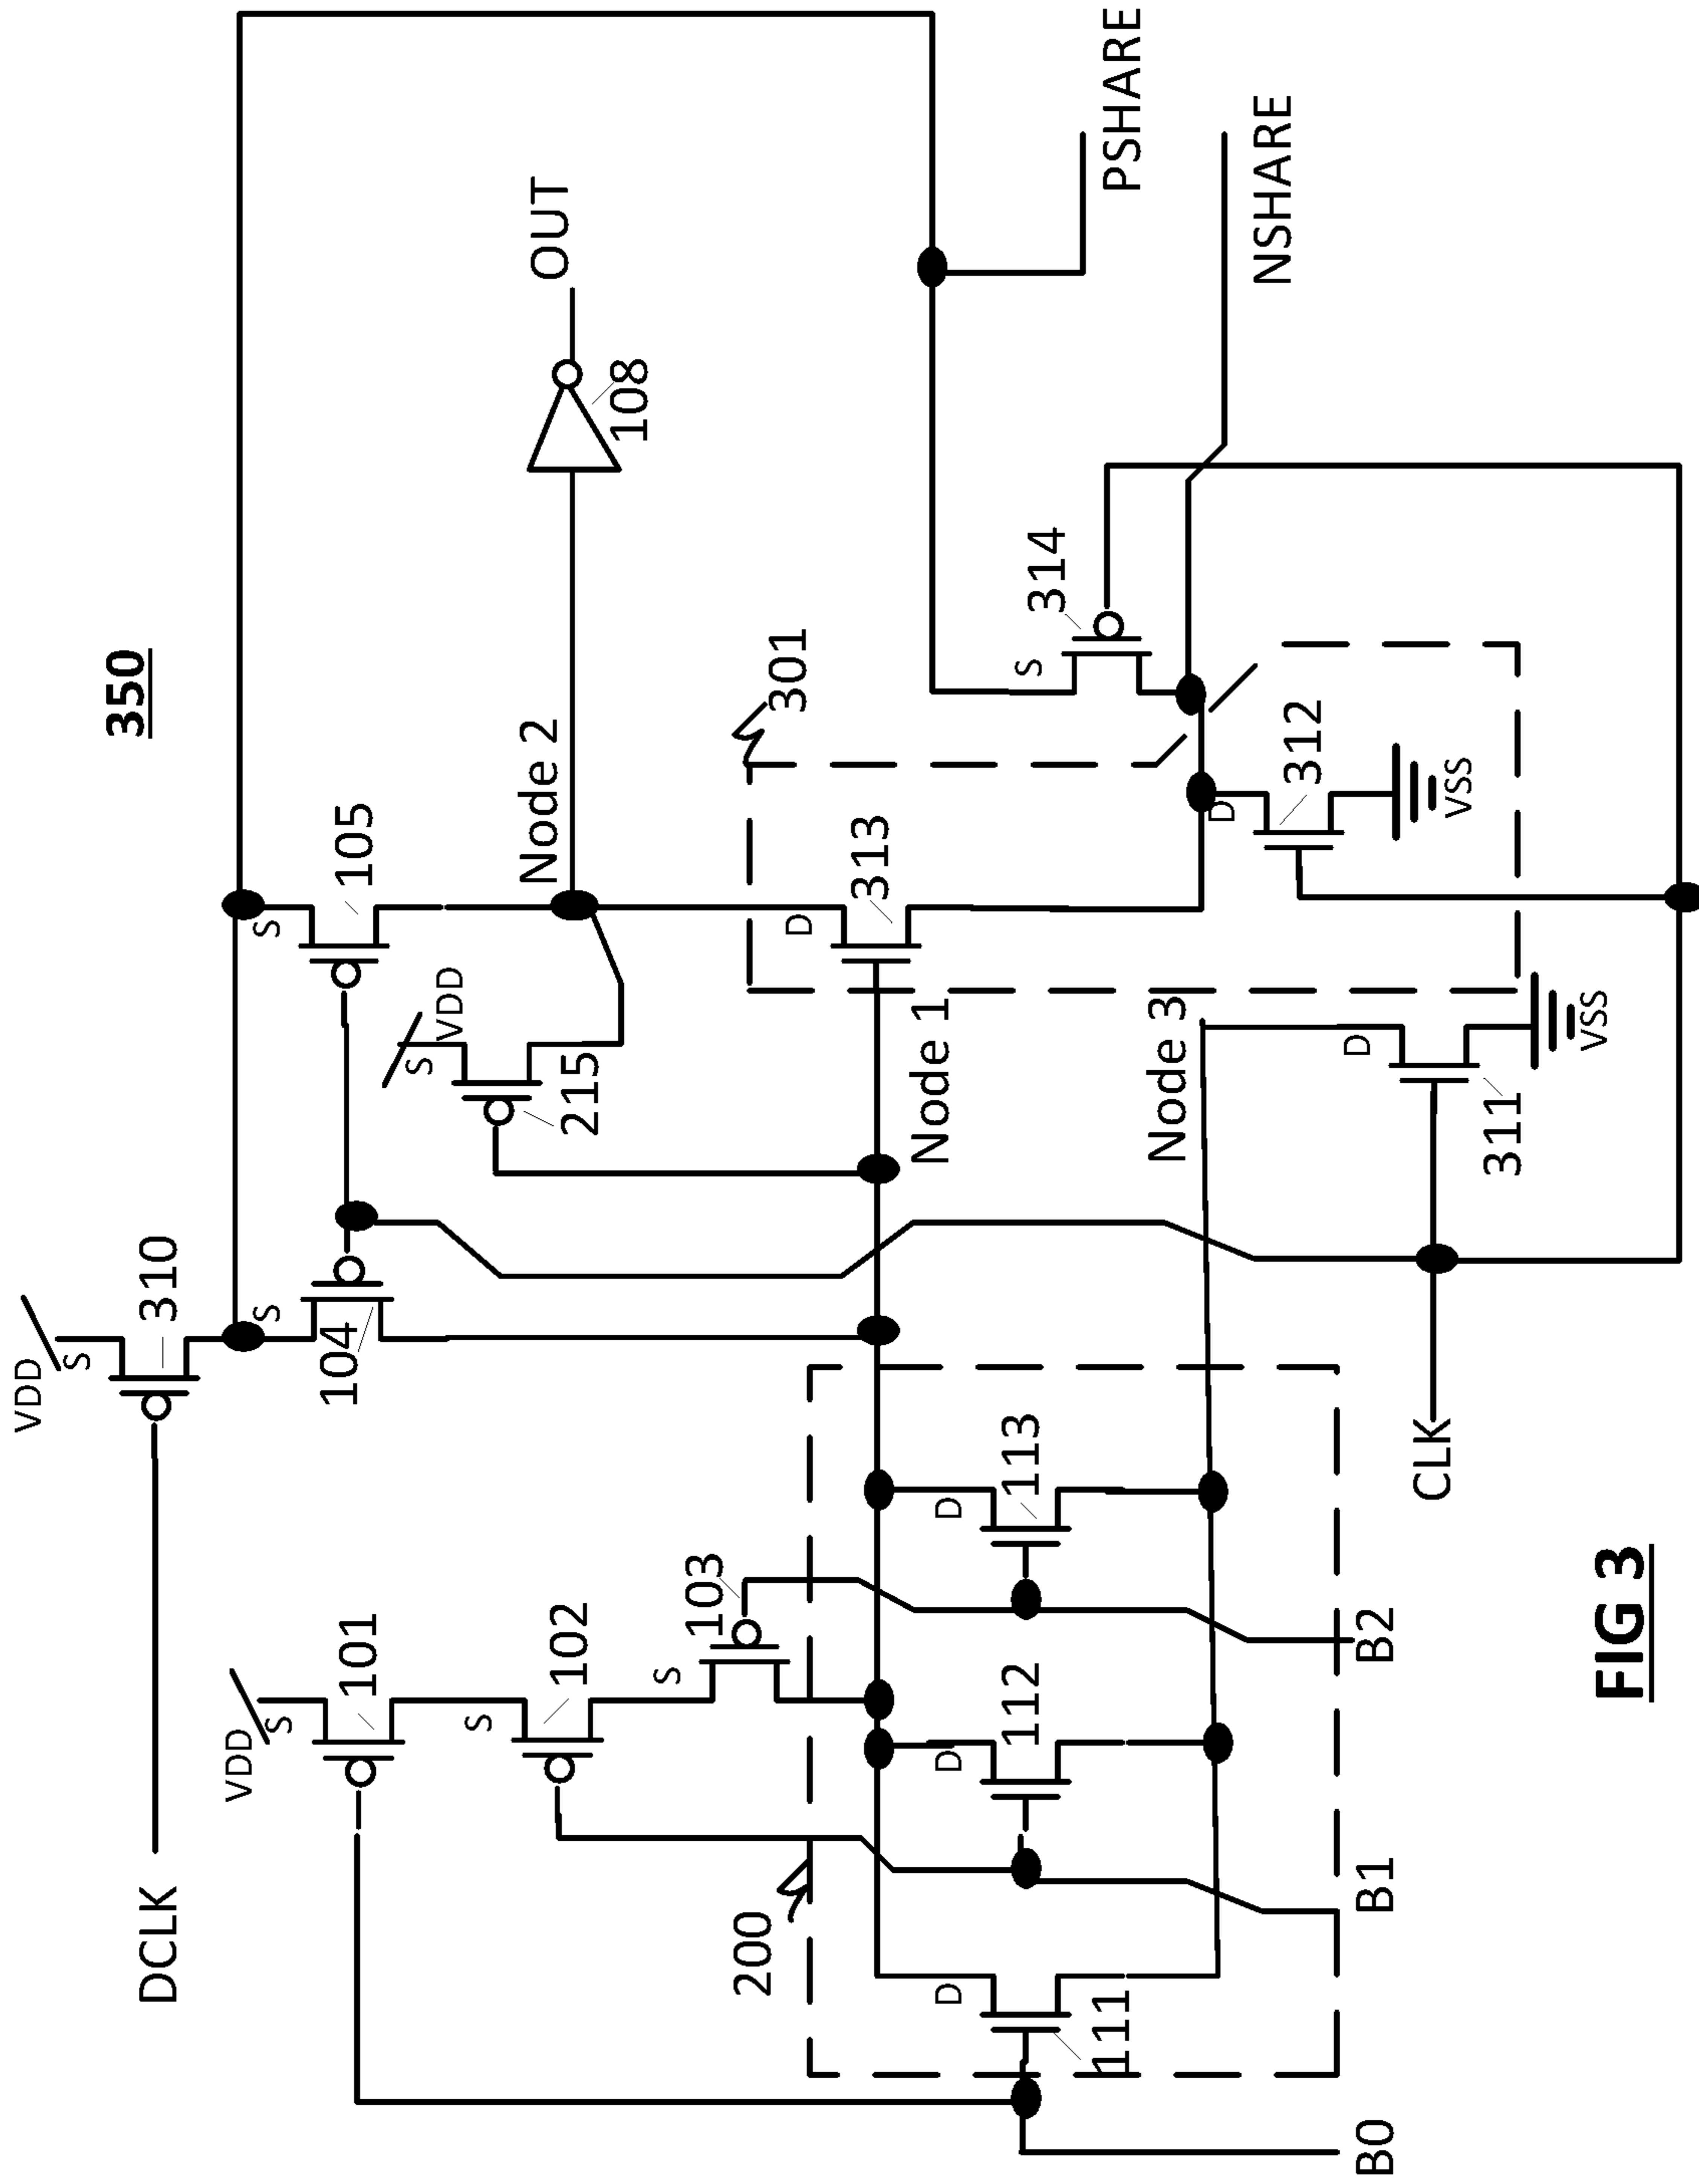 350
VDD
S
310
DCLK
S
104
S
105
VDD
S
215
Node 2
OUT
108
VDD
S
101
S
102
S
103
200
301
D
313
Node 1
S
314
PSHARE
NSHARE
D
111
D
112
D
113
Node 3
D
312
VSS
D
311
VSS
B0
B1
B2
CLK
FIG 3